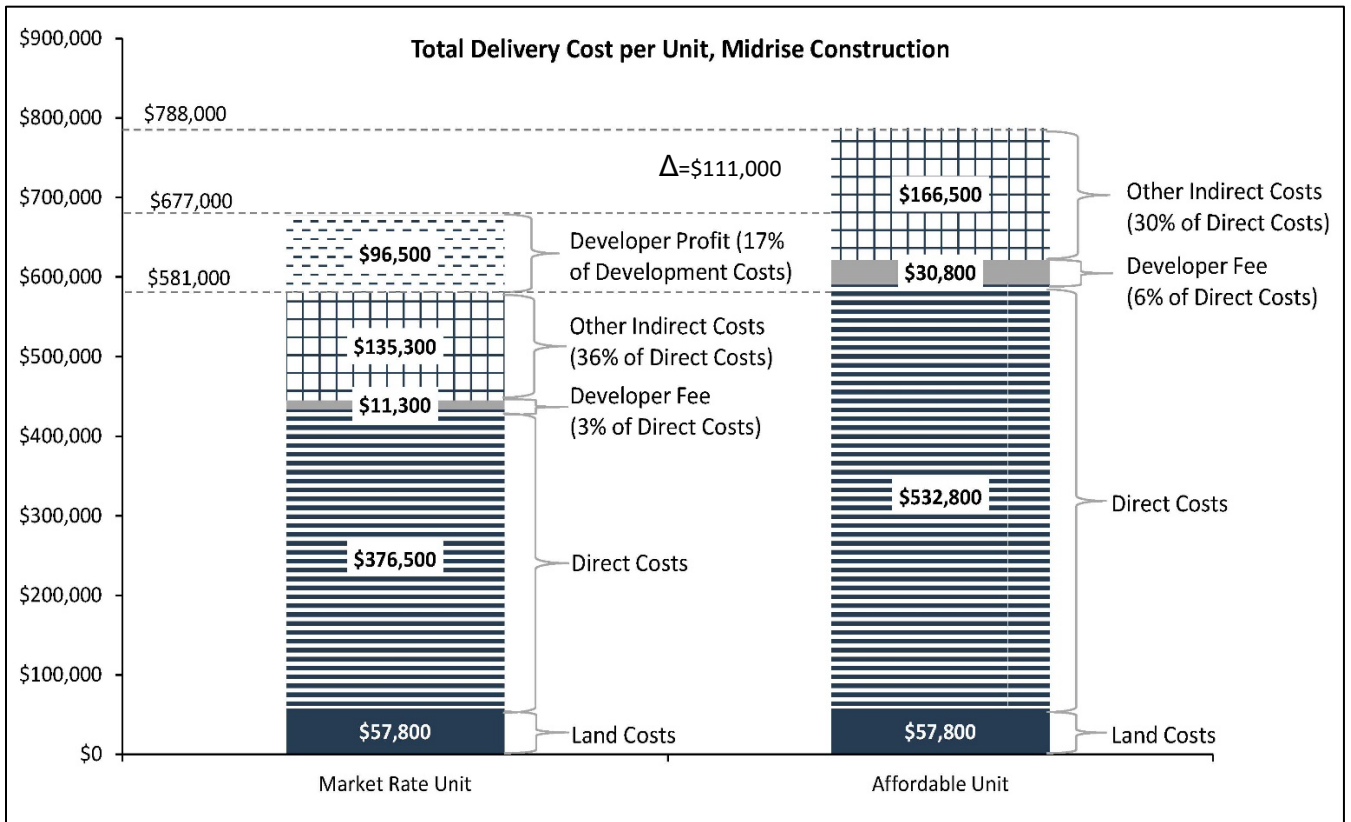 Total Delivery Cost per Unit, Midrise Construction
$900,000
$800,000
$700,000
$600,000
$500,000
$400,000
$300,000
$200,000
$100,000
$0
$788,000
$677,000
$581,000
Δ=$111,000
$96,500
$135,300
$11,300
$376,500
$57,800
Developer Profit (17%
of Development Costs)
Other Indirect Costs
(36% of Direct Costs)
Developer Fee
(3% of Direct Costs)
Direct Costs
Land Costs
$166,500
$30,800
$532,800
$57,800
Other Indirect Costs
(30% of Direct Costs)
Developer Fee
(6% of Direct Costs)
Direct Costs
Land Costs
Market Rate Unit
Affordable Unit